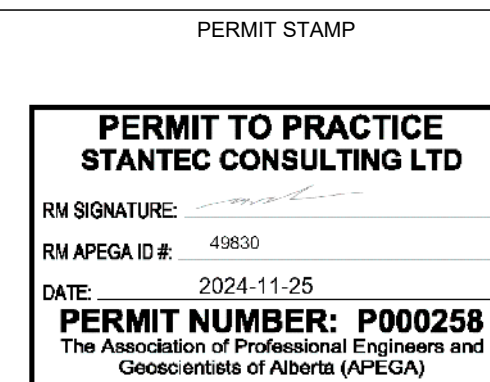 PERMIT STAMP
PERMIT TO PRACTICE
STANTEC CONSULTING LTD
RM SIGNATURE:
RM APEGA ID #: 49830
DATE: 2024-11-25
PERMIT NUMBER: P000258
The Association of Professional Engineers and
Geoscientists of Alberta (APEGA)